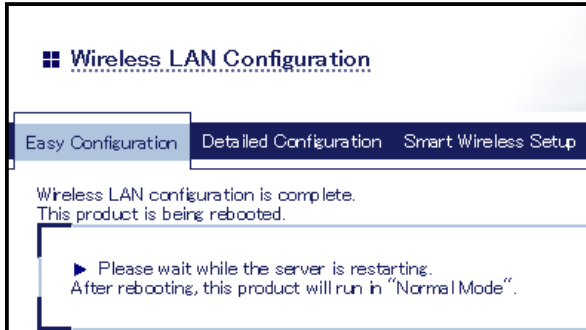 Wireless LAN Configuration
Easy Configuration Detailed Configuration Smart Wireless Setup
Wireless LAN configuration is complete.
This product is being rebooted.
Please wait while the server is restarting.
After rebooting, this product will run in "Normal Mode".